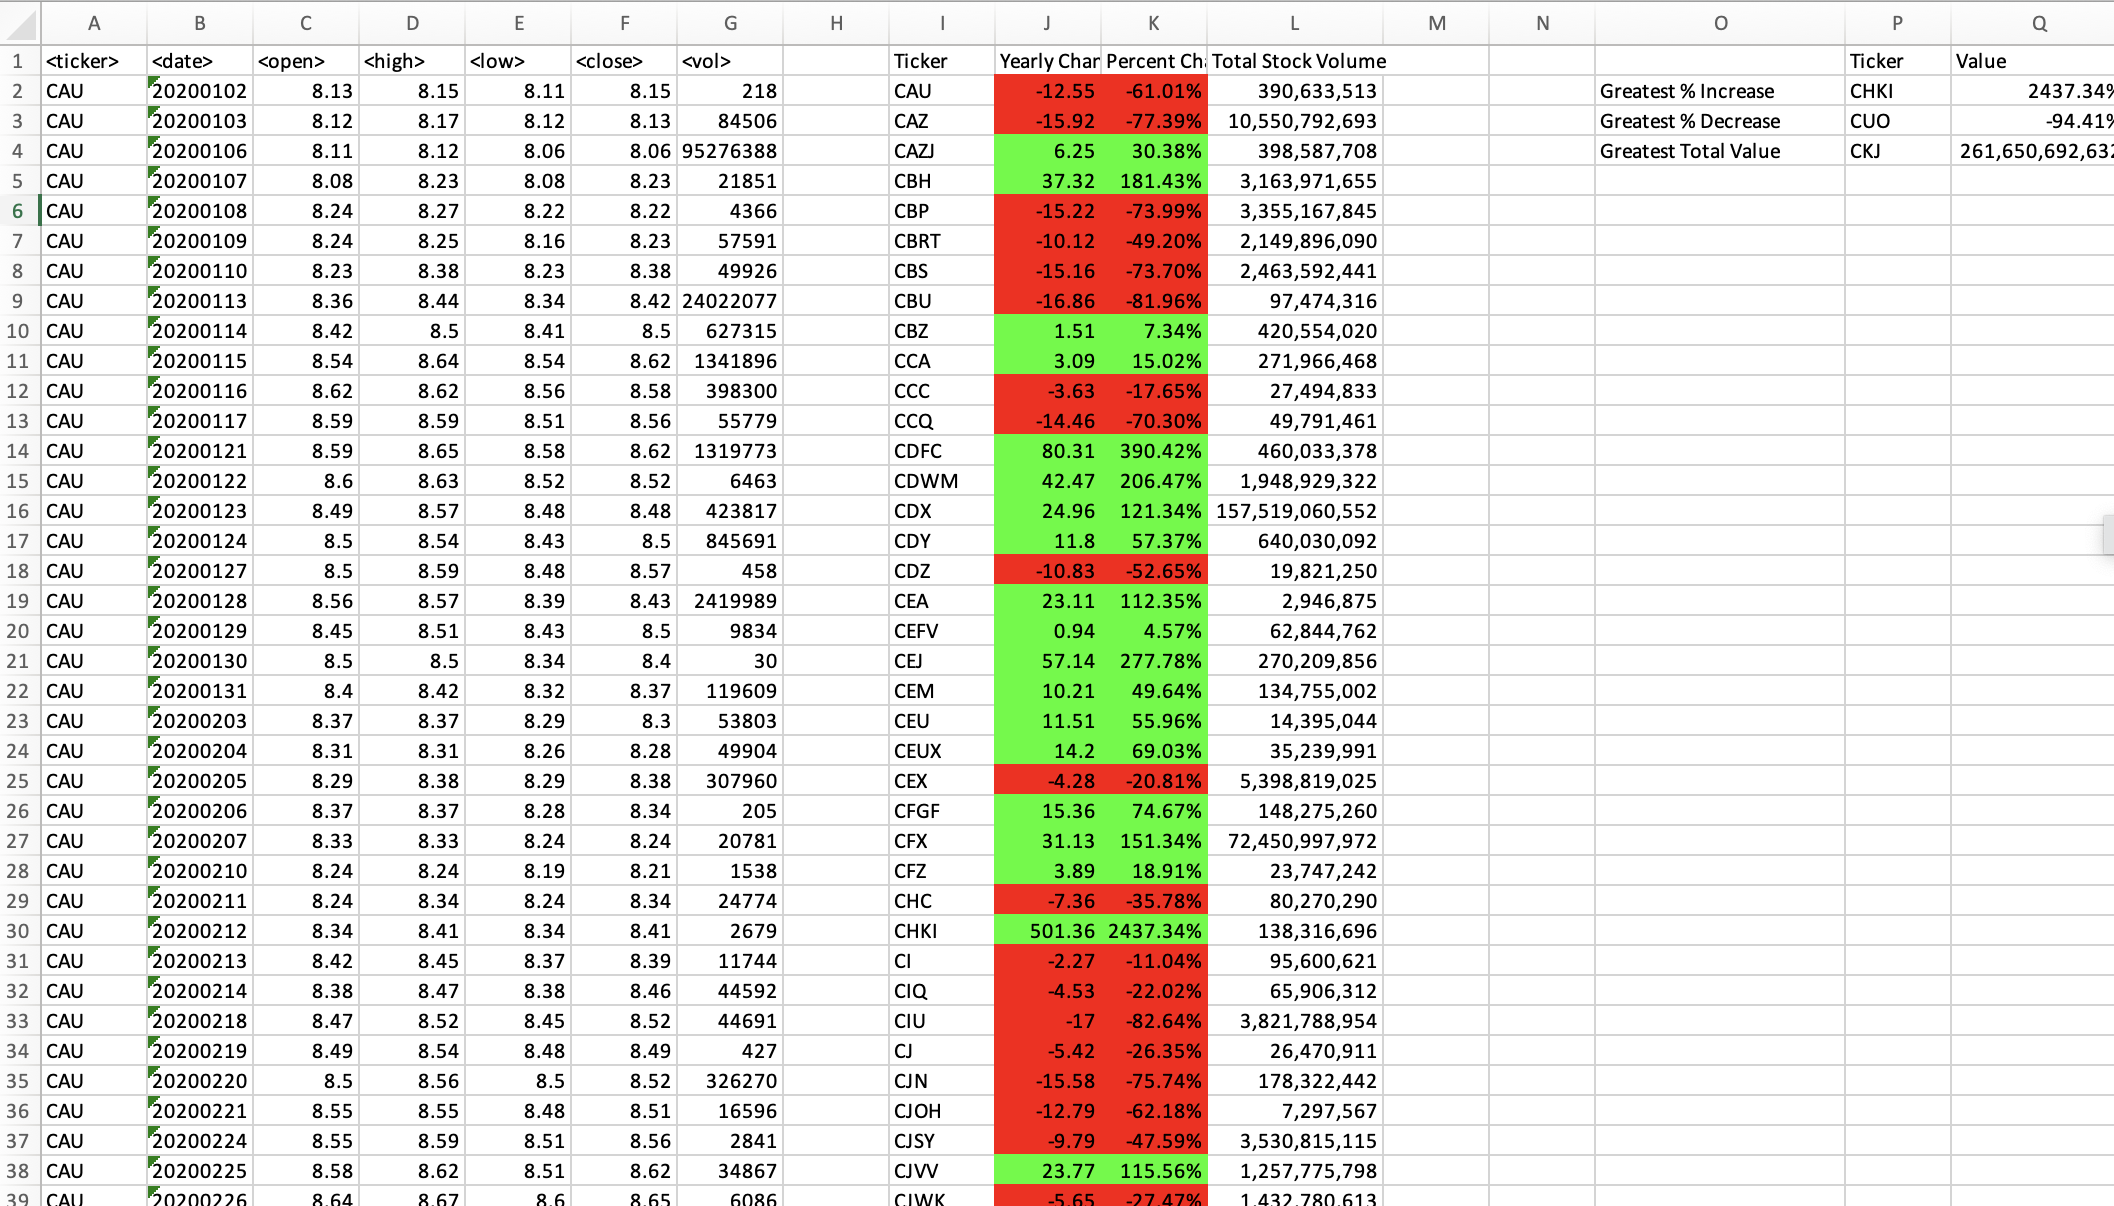 A B C D E F G H I J K L M N O P Q
1 <ticker> <date> <open> <high> <low> <close> <vol> Ticker Yearly Char Percent Ch Total Stock Volume Ticker Value
2 CAU 20200102 8.13 8.15 8.11 8.15 218 CAU -12.55 -61.01% 390,633,513 Greatest % Increase CHKI 2437.34%
3 CAU 20200103 8.12 8.17 8.12 8.13 84506 CAZ -15.92 -77.39% 10,550,792,693 Greatest % Decrease CUO -94.41%
4 CAU 20200106 8.11 8.12 8.06 8.06 95276388 CAZJ 6.25 30.38% 398,587,708 Greatest Total Value CKJ 261,650,692,632
5 CAU 20200107 8.08 8.23 8.08 8.23 21851 CBH 37.32 181.43% 3,163,971,655
6 CAU 20200108 8.24 8.27 8.22 8.22 4366 CBP -15.22 -73.99% 3,355,167,845
7 CAU 20200109 8.24 8.25 8.16 8.23 57591 CBRT -10.12 -49.20% 2,149,896,090
8 CAU 20200110 8.23 8.38 8.23 8.38 49926 CBS -15.16 -73.70% 2,463,592,441
9 CAU 20200113 8.36 8.44 8.34 8.42 24022077 CBU -16.86 -81.96% 97,474,316
10 CAU 20200114 8.42 8.5 8.41 8.5 627315 CBZ 1.51 7.34% 420,554,020
11 CAU 20200115 8.54 8.64 8.54 8.62 1341896 CCA 3.09 15.02% 271,966,468
12 CAU 20200116 8.62 8.62 8.56 8.58 398300 CCC -3.63 -17.65% 27,494,833
13 CAU 20200117 8.59 8.59 8.51 8.56 55779 CCQ -14.46 -70.30% 49,791,461
14 CAU 20200121 8.59 8.65 8.58 8.62 1319773 CDFC 80.31 390.42% 460,033,378
15 CAU 20200122 8.6 8.63 8.52 8.52 6463 CDWM 42.47 206.47% 1,948,929,322
16 CAU 20200123 8.49 8.57 8.48 8.48 423817 CDX 24.96 121.34% 157,519,060,552
17 CAU 20200124 8.5 8.54 8.43 8.5 845691 CDY 11.8 57.37% 640,030,092
18 CAU 20200127 8.5 8.59 8.48 8.57 458 CDZ -10.83 -52.65% 19,821,250
19 CAU 20200128 8.56 8.57 8.39 8.43 2419989 CEA 23.11 112.35% 2,946,875
20 CAU 20200129 8.45 8.51 8.43 8.5 9834 CEFV 0.94 4.57% 62,844,762
21 CAU 20200130 8.5 8.5 8.34 8.4 30 CEJ 57.14 277.78% 270,209,856
22 CAU 20200131 8.4 8.42 8.32 8.37 119609 CEM 10.21 49.64% 134,755,002
23 CAU 20200203 8.37 8.37 8.29 8.3 53803 CEU 11.51 55.96% 14,395,044
24 CAU 20200204 8.31 8.31 8.26 8.28 49904 CEUX 14.2 69.03% 35,239,991
25 CAU 20200205 8.29 8.38 8.29 8.38 307960 CEX -4.28 -20.81% 5,398,819,025
26 CAU 20200206 8.37 8.37 8.28 8.34 205 CFGF 15.36 74.67% 148,275,260
27 CAU 20200207 8.33 8.33 8.24 8.24 20781 CFX 31.13 151.34% 72,450,997,972
28 CAU 20200210 8.24 8.24 8.19 8.21 1538 CFZ 3.89 18.91% 23,747,242
29 CAU 20200211 8.24 8.34 8.24 8.34 24774 CHC -7.36 -35.78% 80,270,290
30 CAU 20200212 8.34 8.41 8.34 8.41 2679 CHKI 501.36 2437.34% 138,316,696
31 CAU 20200213 8.42 8.45 8.37 8.39 11744 CI -2.27 -11.04% 95,600,621
32 CAU 20200214 8.38 8.47 8.38 8.46 44592 CIQ -4.53 -22.02% 65,906,312
33 CAU 20200218 8.47 8.52 8.45 8.52 44691 CIU -17 -82.64% 3,821,788,954
34 CAU 20200219 8.49 8.54 8.48 8.49 427 CJ -5.42 -26.35% 26,470,911
35 CAU 20200220 8.5 8.56 8.5 8.52 326270 CJN -15.58 -75.74% 178,322,442
36 CAU 20200221 8.55 8.55 8.48 8.51 16596 CJOH -12.79 -62.18% 7,297,567
37 CAU 20200224 8.55 8.59 8.51 8.56 2841 CJSY -9.79 -47.59% 3,530,815,115
38 CAU 20200225 8.58 8.62 8.51 8.62 34867 CJVV 23.77 115.56% 1,257,775,798
39 CAU 20200226 8.64 8.67 8.6 8.65 6086 CJWK -5.65 -27.47% 1,432,780,613